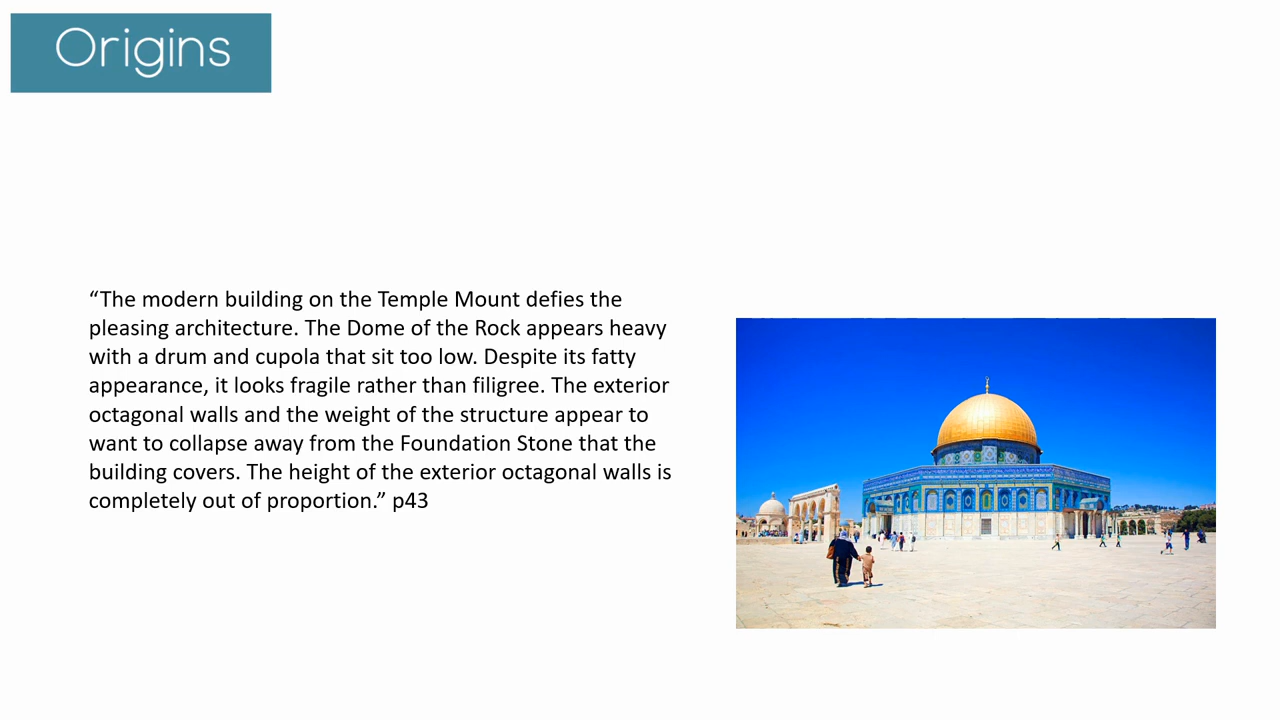 Origins
“The modern building on the Temple Mount defies the
pleasing architecture. The Dome of the Rock appears heavy
with a drum and cupola that sit too low. Despite its fatty
appearance, it looks fragile rather than filigree. The exterior
octagonal walls and the weight of the structure appear to
want to collapse away from the Foundation Stone that the
building covers. The height of the exterior octagonal walls is
completely out of proportion.” p43